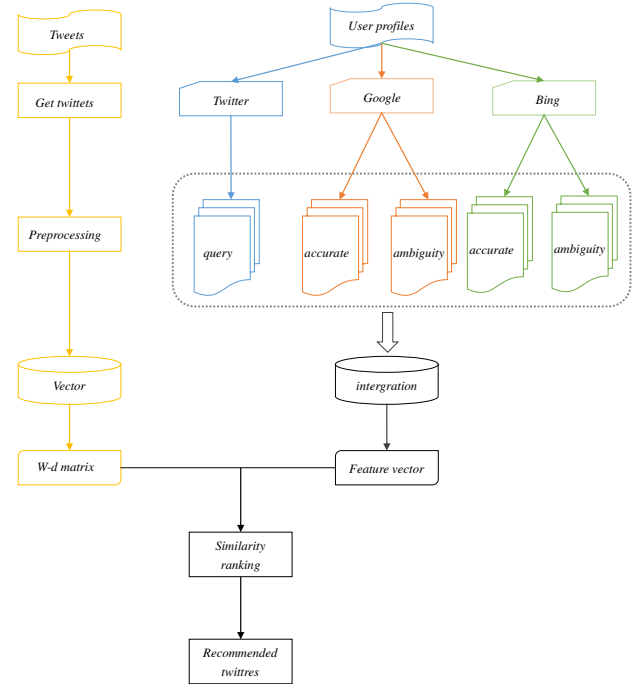 Tweets
User profiles
Get twittets
Twitter
Google
Bing
Preprocessing
query
accurate
ambiguity
accurate
ambiguity
Vector
intergration
W-d matrix
Feature vector
Similarity
ranking
Recommended
twittres